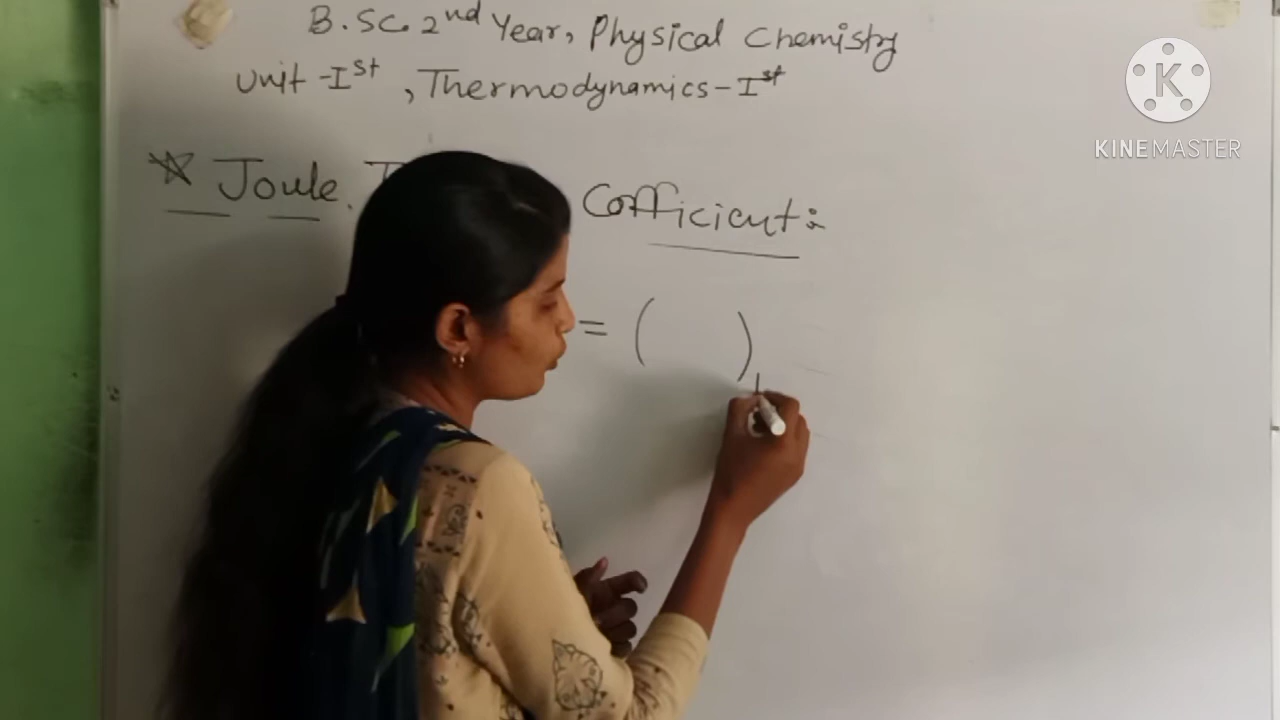 B.Sc. 2nd Year, Physical Chemistry
Unit-Ist, Thermodynamics-Ist
Joule Cofficient:
= ( )
K
KINEMASTER